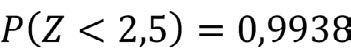 P(Z < 2,5) = 0,9938